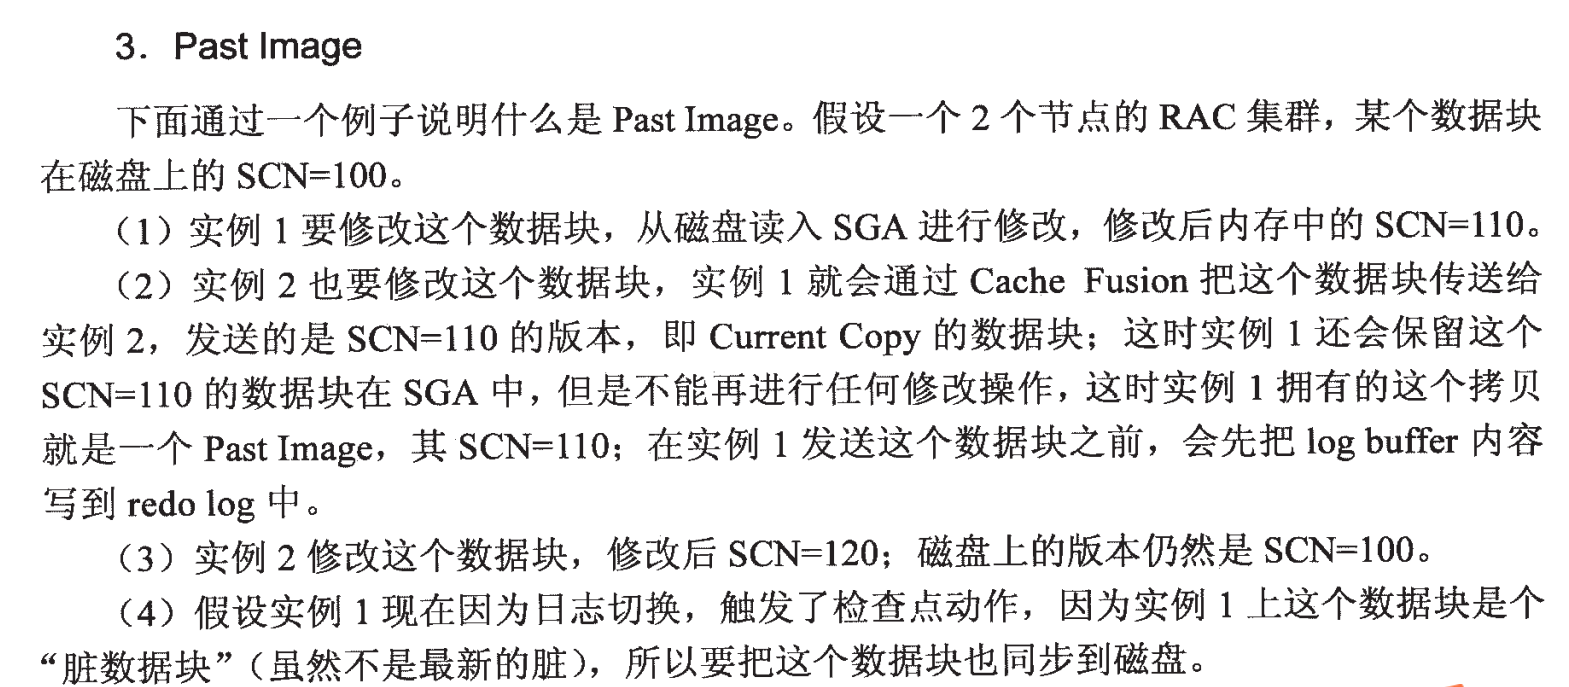 3．Past Image
下面通过一个例子说明什么是 Past Image。假设一个 2 个节点的 RAC 集群，某个数据块
在磁盘上的 SCN=100。
（1）实例 1 要修改这个数据块，从磁盘读入 SGA 进行修改，修改后内存中的 SCN=110。
（2）实例 2 也要修改这个数据块，实例 1 就会通过 Cache Fusion 把这个数据块传送给
实例 2，发送的是 SCN=110 的版本，即 Current Copy 的数据块；这时实例 1 还会保留这个
SCN=110 的数据块在 SGA 中，但是不能再进行任何修改操作，这时实例 1 拥有的这个拷贝
就是一个 Past Image，其 SCN=110；在实例 1 发送这个数据块之前，会先把 log buffer 内容
写到 redo log 中。
（3）实例 2 修改这个数据块，修改后 SCN=120；磁盘上的版本仍然是 SCN=100。
（4）假设实例 1 现在因为日志切换，触发了检查点动作，因为实例 1 上这个数据块是个
“脏数据块”（虽然不是最新的脏），所以要把这个数据块也同步到磁盘。